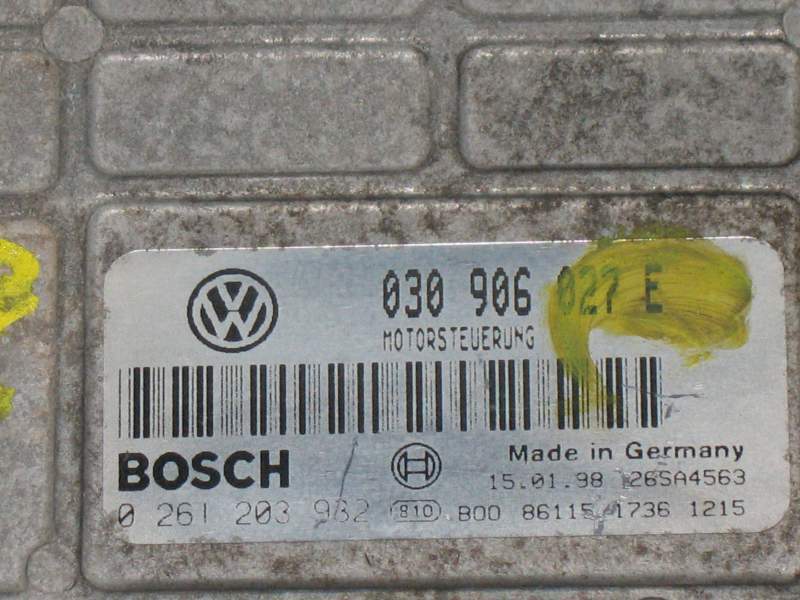 030 906 027 E
MOTORSTEUERUNG
BOSCH
Made in Germany
15.01.98 26SA4563
0 261 203 932 810 B00 86115 1736 1215